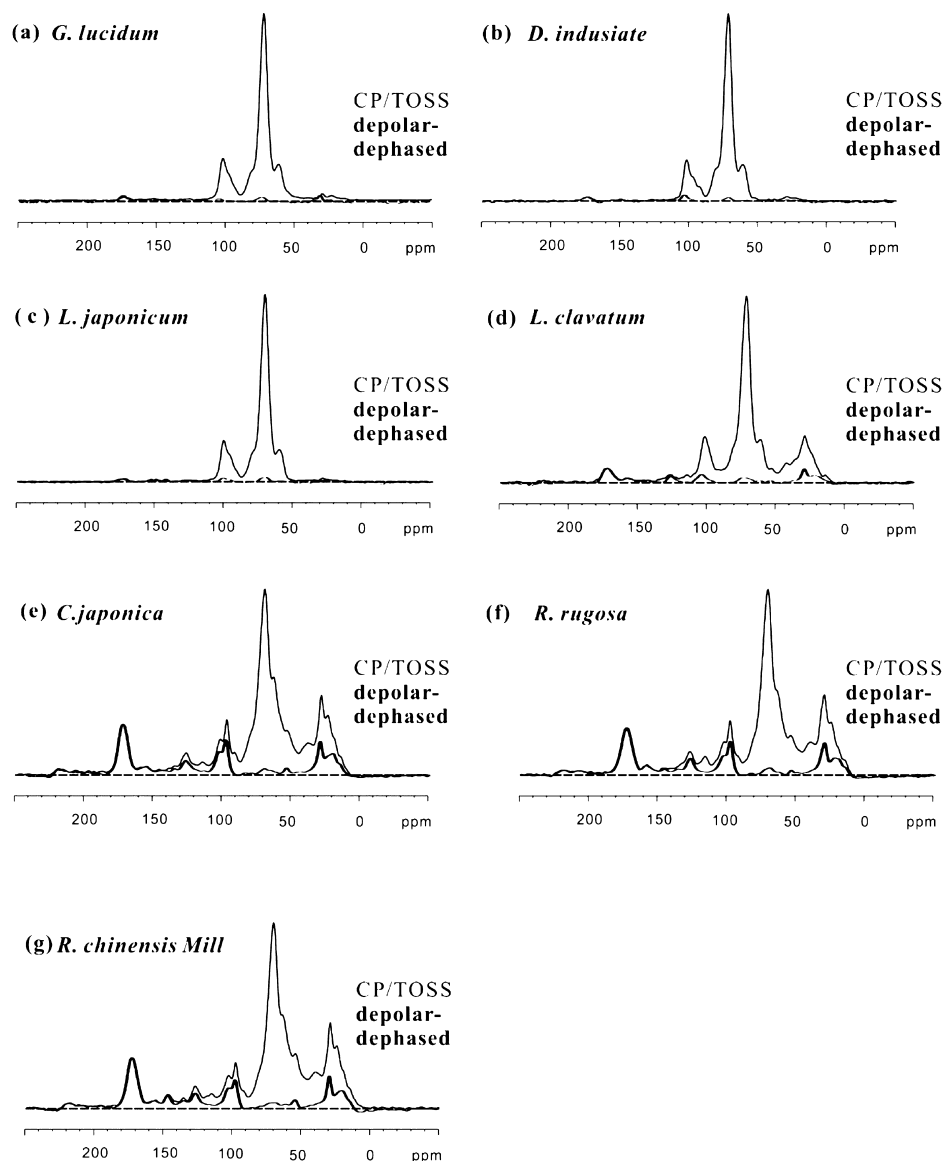 (a) G. lucidum
CP/TOSS
depolar-
dephased
200 150 100 50 0 ppm
(b) D. indusiate
CP/TOSS
depolar-
dephased
200 150 100 50 0 ppm
( c ) L. japonicum
CP/TOSS
depolar-
dephased
200 150 100 50 0 ppm
(d) L. clavatum
CP/TOSS
depolar-
dephased
200 150 100 50 0 ppm
(e) C.japonica
CP/TOSS
depolar-
dephased
200 150 100 50 0 ppm
(f) R. rugosa
CP/TOSS
depolar-
dephased
200 150 100 50 0 ppm
(g) R. chinensis Mill
CP/TOSS
depolar-
dephased
200 150 100 50 0 ppm